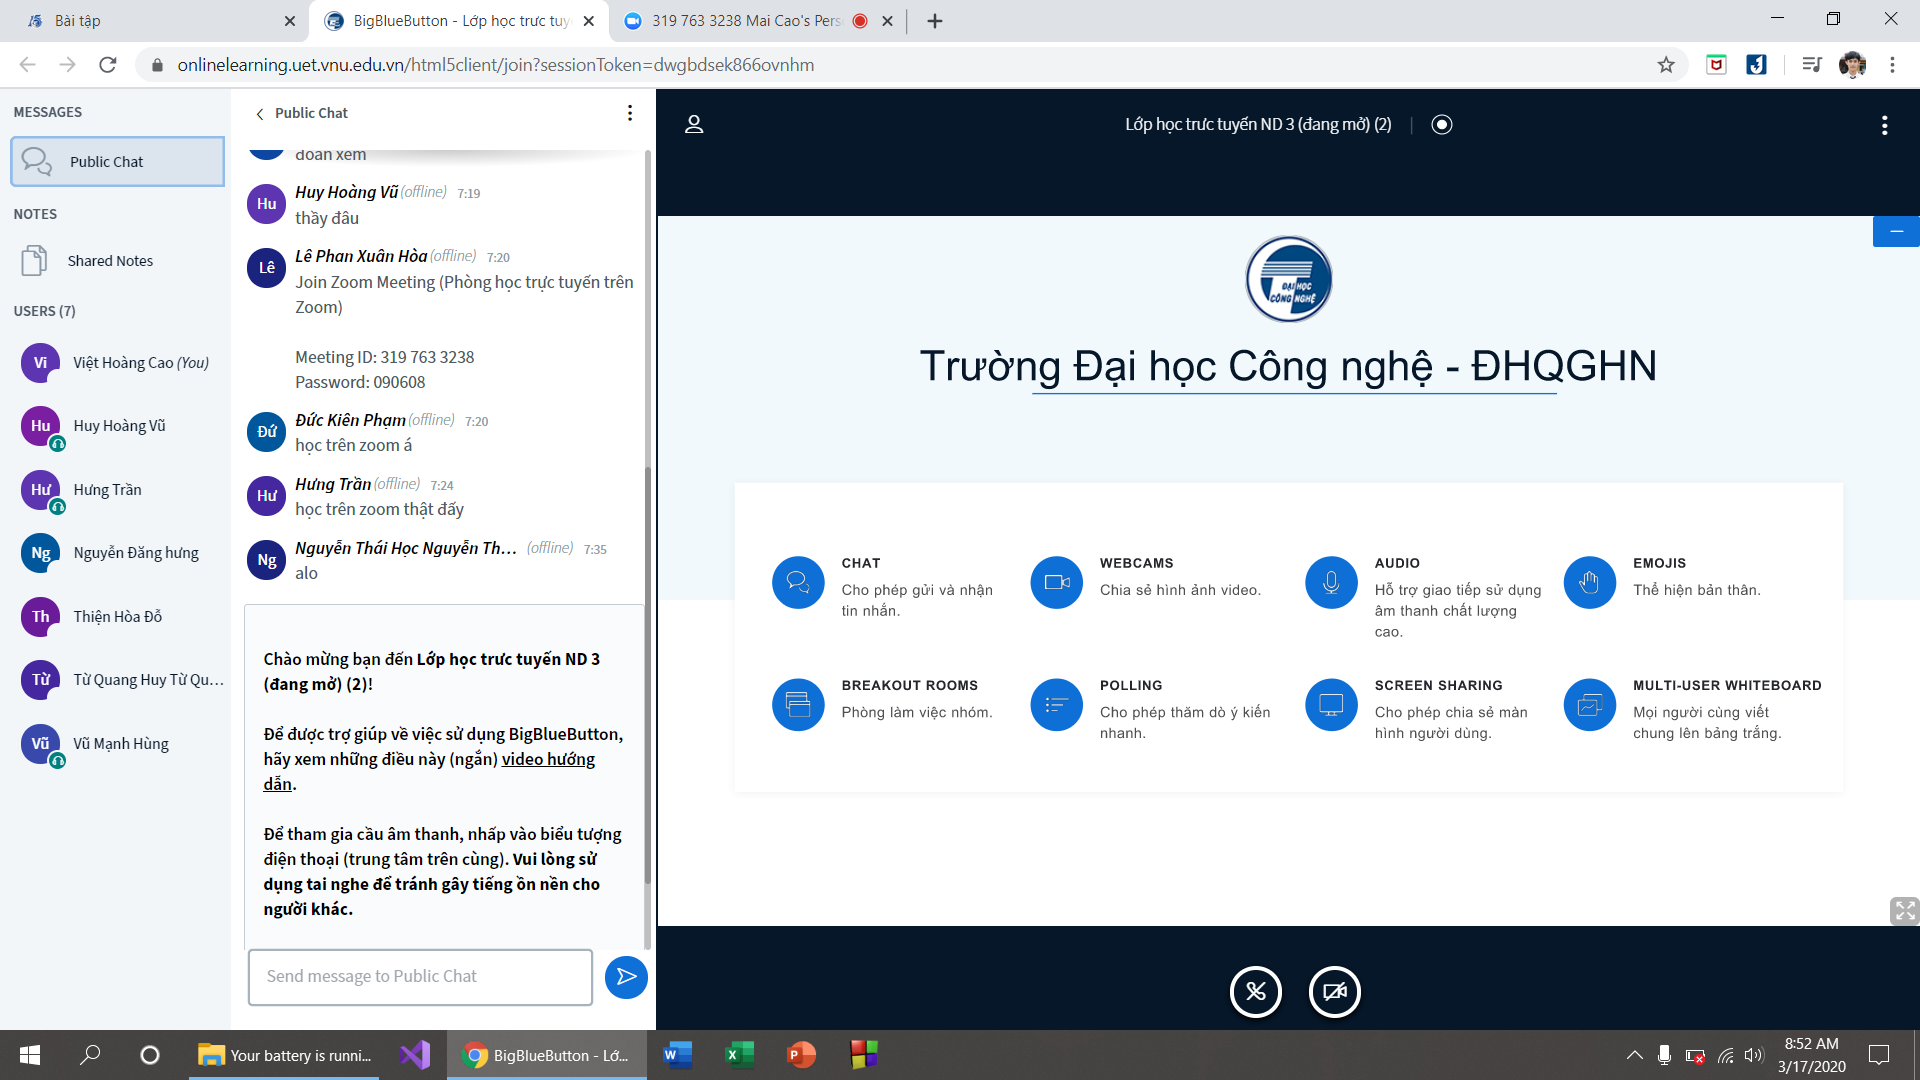 Bài tập
BigBlueButton - Lớp học trực tuy
319 763 3238 Mai Cao's Pers
onlinelearning.uet.vnu.edu.vn/html5client/join?sessionToken=dwgbdsek866ovnhm
MESSAGES
Public Chat
NOTES
Shared Notes
USERS (7)
Vi Việt Hoàng Cao (You)
Hu Huy Hoàng Vũ
Hư Hưng Trần
Ng Nguyễn Đăng hưng
Th Thiện Hòa Đỗ
Từ Từ Quang Huy Từ Qu...
Vũ Vũ Mạnh Hùng
Public Chat
đoán xem
Hu Huy Hoàng Vũ (offline) 7:19
thầy đâu
Lê Lê Phan Xuân Hòa (offline) 7:20
Join Zoom Meeting (Phòng học trực tuyến trên
Zoom)
Meeting ID: 319 763 3238
Password: 090608
Đứ Đức Kiên Phạm (offline) 7:20
học trên zoom á
Hư Hưng Trần (offline) 7:24
học trên zoom thật đấy
Ng Nguyễn Thái Học Nguyễn Th... (offline) 7:35
alo
Chào mừng bạn đến Lớp học trưc tuyến ND 3
(đang mở) (2)!
Để được trợ giúp về việc sử dụng BigBlueButton,
hãy xem những điều này (ngắn) video hướng
dẫn.
Để tham gia cầu âm thanh, nhấp vào biểu tượng
điện thoại (trung tâm trên cùng). Vui lòng sử
dụng tai nghe để tránh gây tiếng ồn nền cho
người khác.
Send message to Public Chat
Lớp học trưc tuyến ND 3 (đang mở) (2)
ĐẠI HỌC
CÔNG NGHỆ
Trường Đại học Công nghệ - ĐHQGHN
CHAT
Cho phép gửi và nhận
tin nhắn.
WEBCAMS
Chia sẻ hình ảnh video.
AUDIO
Hỗ trợ giao tiếp sử dụng
âm thanh chất lượng
cao.
EMOJIS
Thể hiện bản thân.
BREAKOUT ROOMS
Phòng làm việc nhóm.
POLLING
Cho phép thăm dò ý kiến
nhanh.
SCREEN SHARING
Cho phép chia sẻ màn
hình người dùng.
MULTI-USER WHITEBOARD
Mọi người cùng viết
chung lên bảng trắng.
Your battery is runni...
BigBlueButton - Lớ...
8:52 AM
3/17/2020